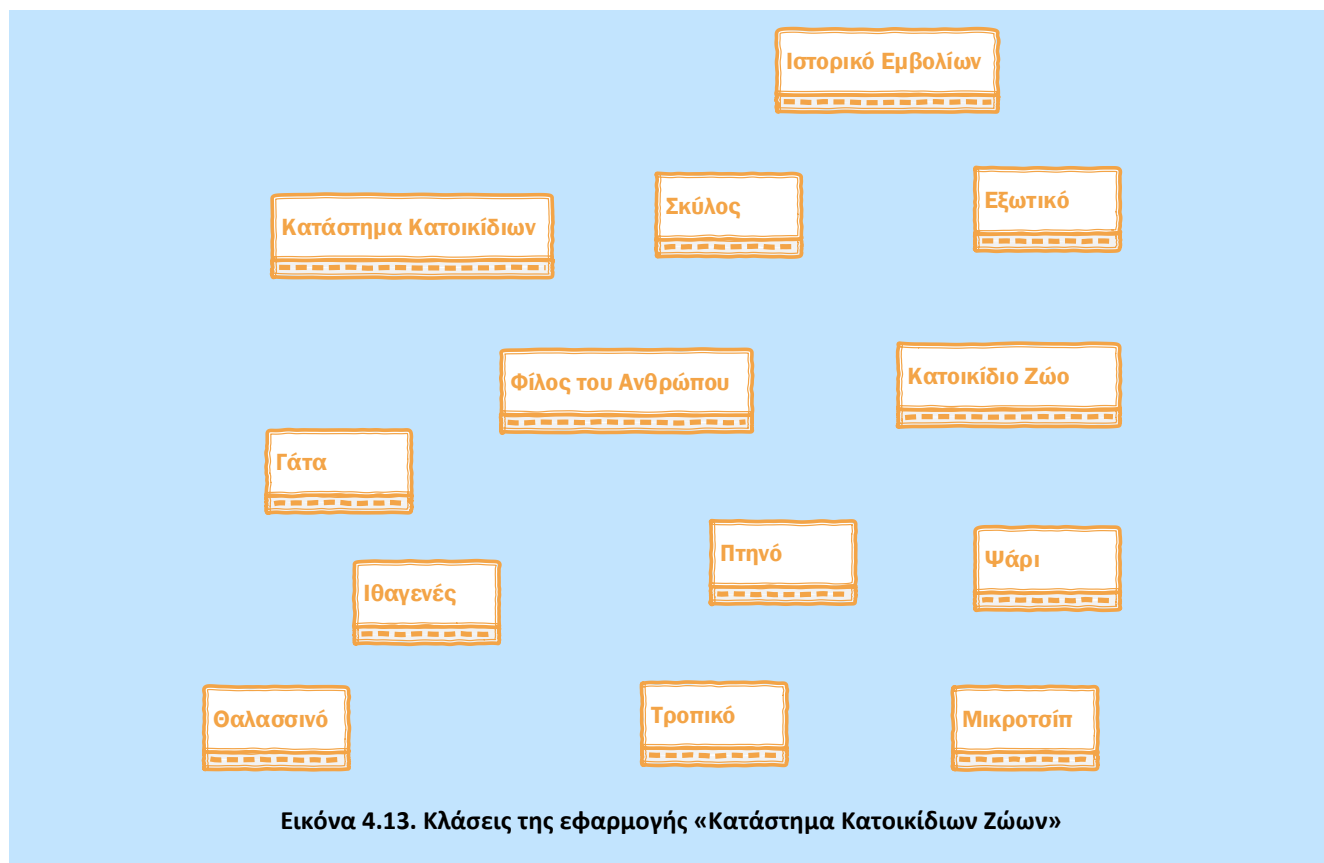 Ιστορικό Εμβολίων
Σκύλος
Εξωτικό
Κατάστημα Κατοικίδιων
Φίλος του Ανθρώπου
Κατοικίδιο Ζώο
Γάτα
Πτηνό
Ψάρι
Ιθαγενές
Θαλασσινό
Τροπικό
Μικροτσίπ
Εικόνα 4.13. Κλάσεις της εφαρμογής «Κατάστημα Κατοικίδιων Ζώων»